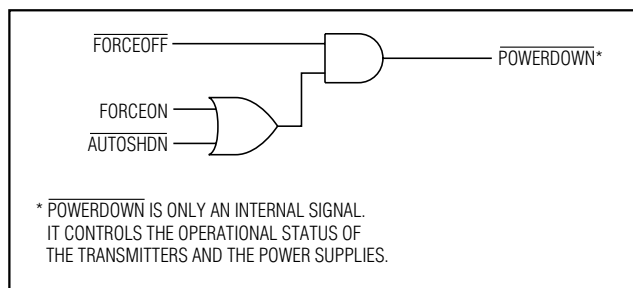 FORCEOFF
POWERDOWN*
FORCEON
AUTOSHDN
* POWERDOWN IS ONLY AN INTERNAL SIGNAL.
IT CONTROLS THE OPERATIONAL STATUS OF
THE TRANSMITTERS AND THE POWER SUPPLIES.